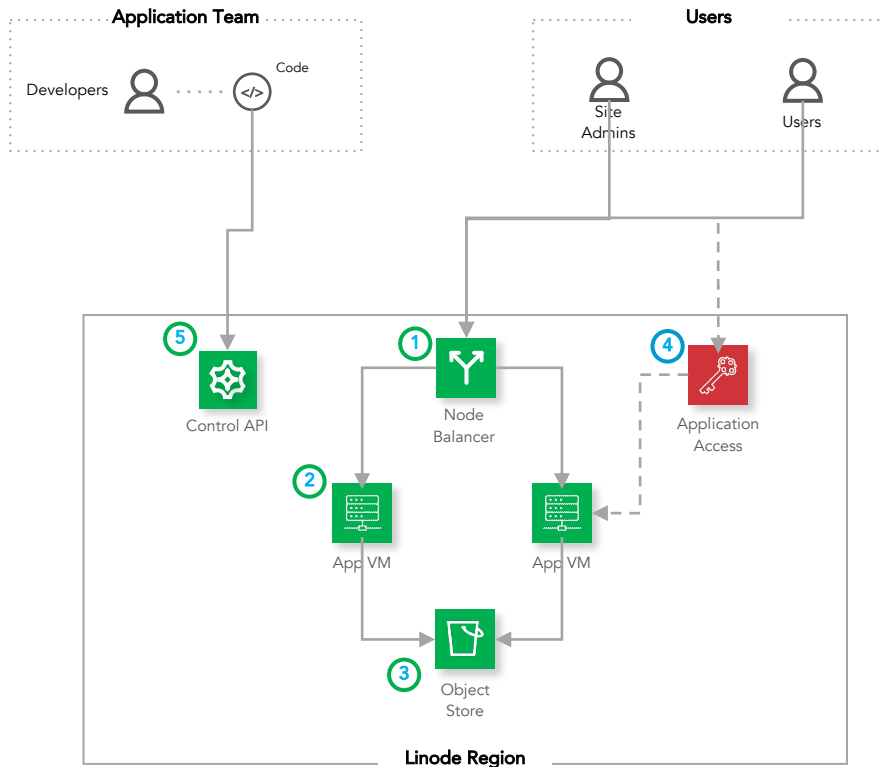 Application Team
Users
Code
Developers
</>
Site
Admins
Users
5
1
4
Control API
Node
Balancer
Application
Access
2
App VM
App VM
3
Object
Store
Linode Region